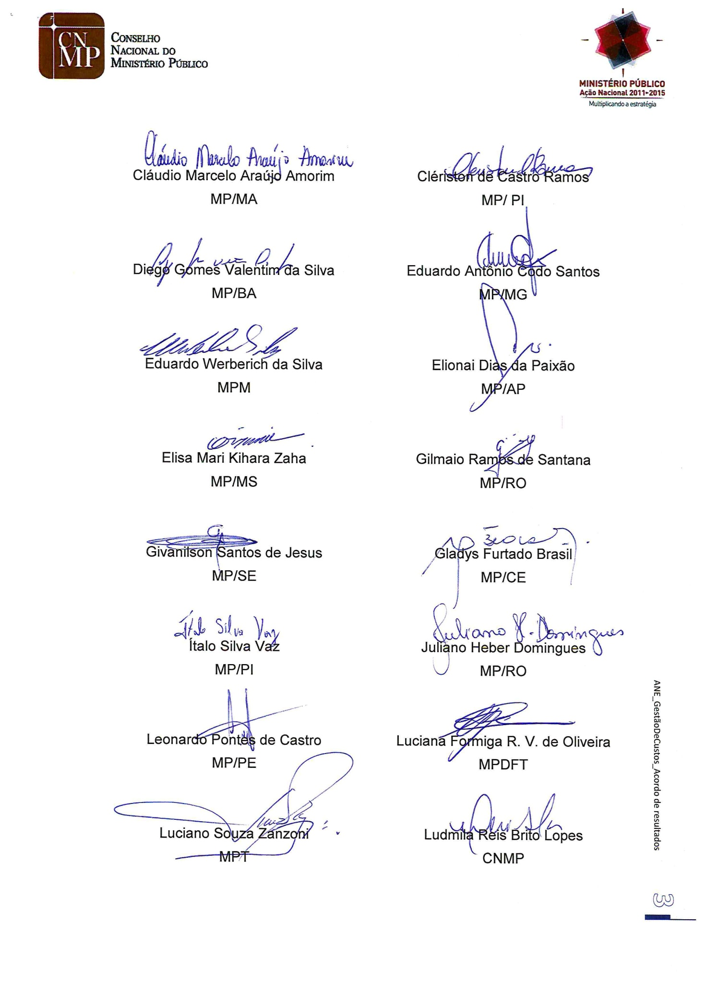 CN
MP
CONSELHO
NACIONAL DO
MINISTÉRIO PÚBLICO
MINISTÉRIO PÚBLICO
Ação Nacional 2011-2015
Multiplicando a estratégia
Cláudio Marcelo Araújo Amorim
Cláudio Marcelo Araújo Amorim
MP/MA
Clériston de Castro Ramos
MP/ PI
Diego Gomes Valentim da Silva
MP/BA
Eduardo Antônio Codo Santos
MP/MG
Eduardo Werberich da Silva
MPM
Elionai Dias da Paixão
MP/AP
Elisa Mari Kihara Zaha
MP/MS
Gilmaio Ramos de Santana
MP/RO
Givanilson Santos de Jesus
MP/SE
Gladys Furtado Brasil
MP/CE
Ítalo Silva Vaz
Ítalo Silva Vaz
MP/PI
Juliano H. Domingues
Juliano Heber Domingues
MP/RO
Leonardo Pontes de Castro
MP/PE
Luciana Formiga R. V. de Oliveira
MPDFT
Luciano Souza Zanzoni
MPT
Ludmila Reis Brito Lopes
CNMP
ANE_GestãoDeCustos_Acordo de resultados
3